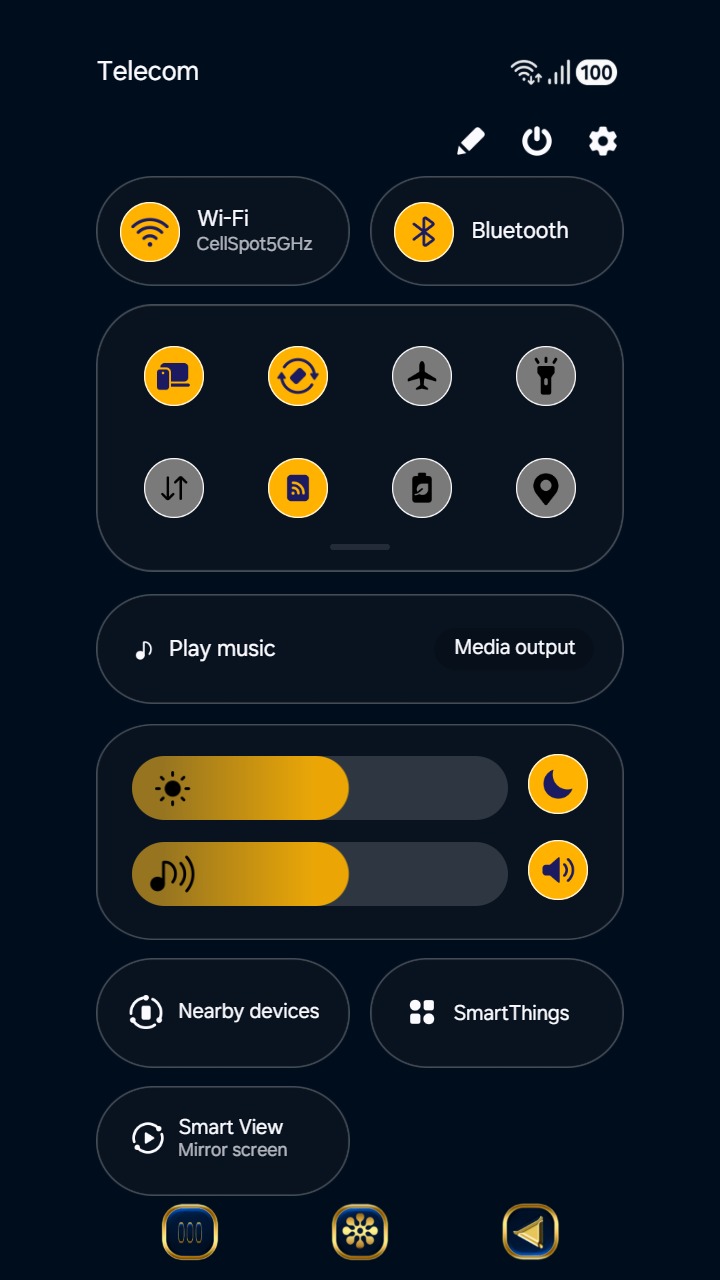 Telecom
100
Wi-Fi
CellSpot5GHz
Bluetooth
Play music
Media output
Nearby devices
SmartThings
Smart View
Mirror screen